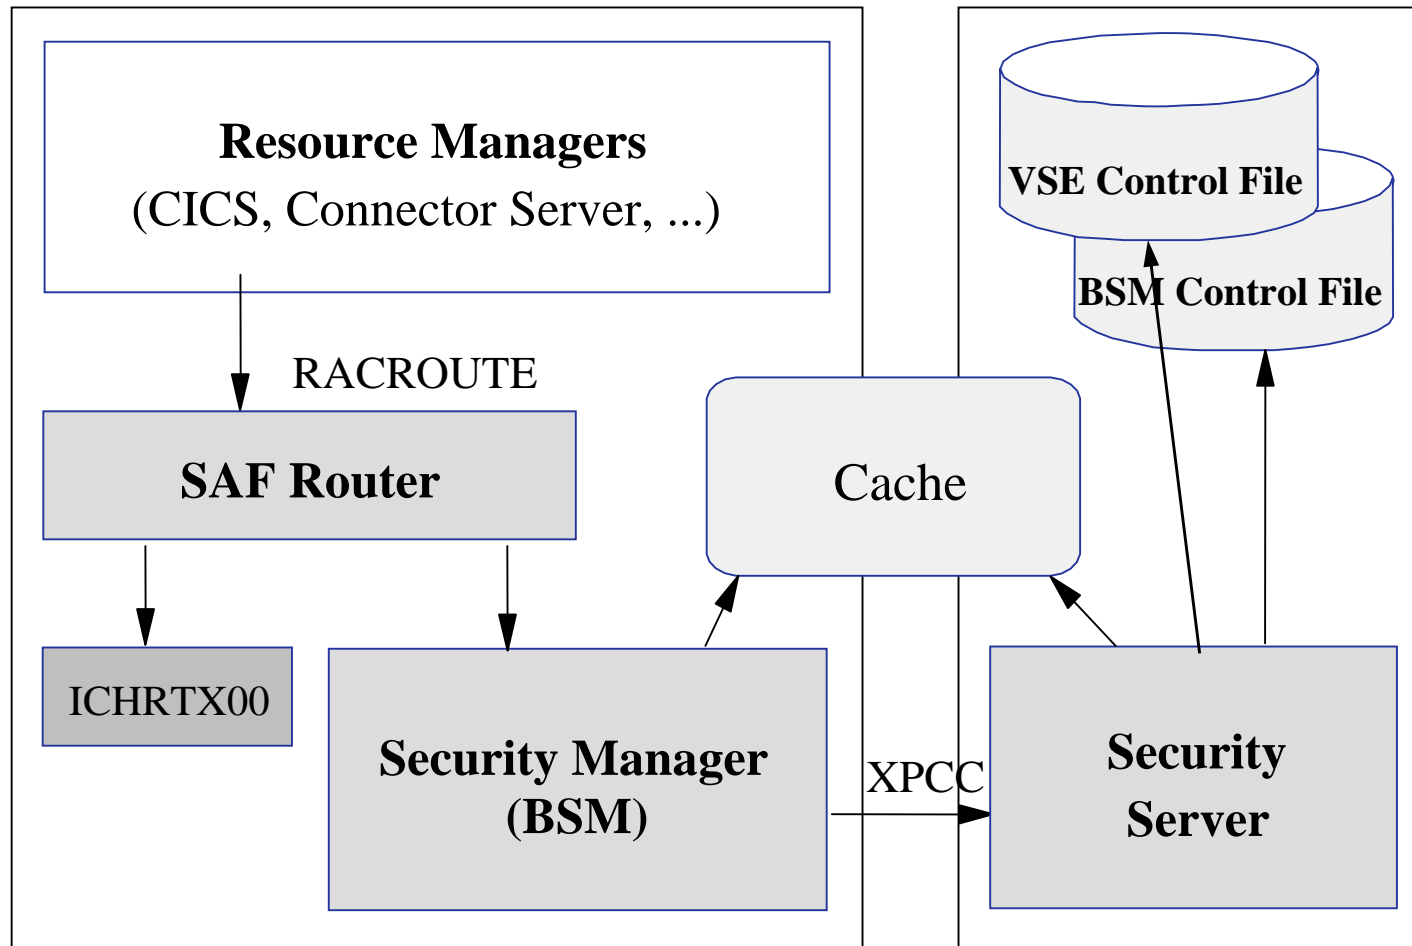 Resource Managers
(CICS, Connector Server, ...)
RACROUTE
SAF Router
ICHRTX00
Security Manager
(BSM)
Cache
XPCC
VSE Control File
BSM Control File
Security
Server